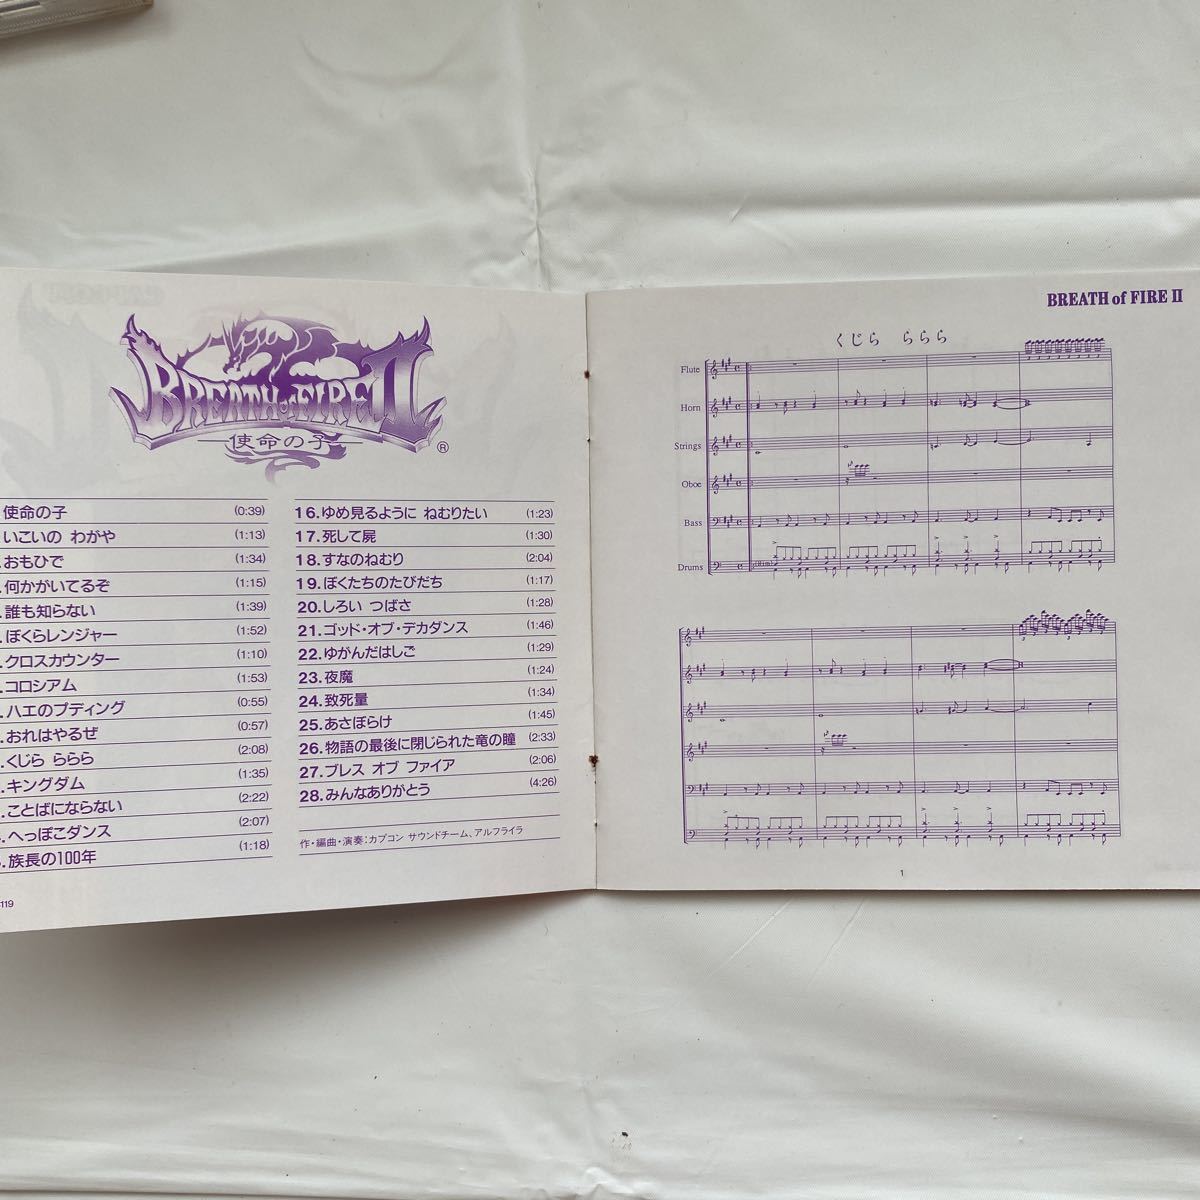 BREATH of FIRE II
使命の子
®
使命の子 (0:39)
いこいの わがや (1:13)
.おもひで (1:34)
.何かがいてるぞ (1:15)
.誰も知らない (1:39)
.ぼくらレンジャー (1:52)
.クロスカウンター (1:10)
.コロシアム (1:53)
.ハエのプディング (0:55)
.おれはやるぜ (0:57)
.くじら ららら (2:08)
.キングダム (1:35)
.ことばにならない (2:22)
.へっぽこダンス (2:07)
.族長の100年 (1:18)
16.ゆめ見るように ねむりたい (1:23)
17.死して屍 (1:30)
18.すなのねむり (2:04)
19.ぼくたちのたびだち (1:17)
20.しろい つばさ (1:28)
21.ゴッド・オブ・デカダンス (1:46)
22.ゆがんだはしご (1:29)
23.夜魔 (1:24)
24.致死量 (1:34)
25.あさぼらけ (1:45)
26.物語の最後に閉じられた竜の瞳 (2:33)
27.ブレス オブ ファイア (2:06)
28.みんなありがとう (4:26)
作・編曲・演奏:カプコン サウンドチーム、アルフライラ
119
BREATH of FIRE II
くじら ららら
Flute
Horn
Strings
Oboe
Bass
Drums
1